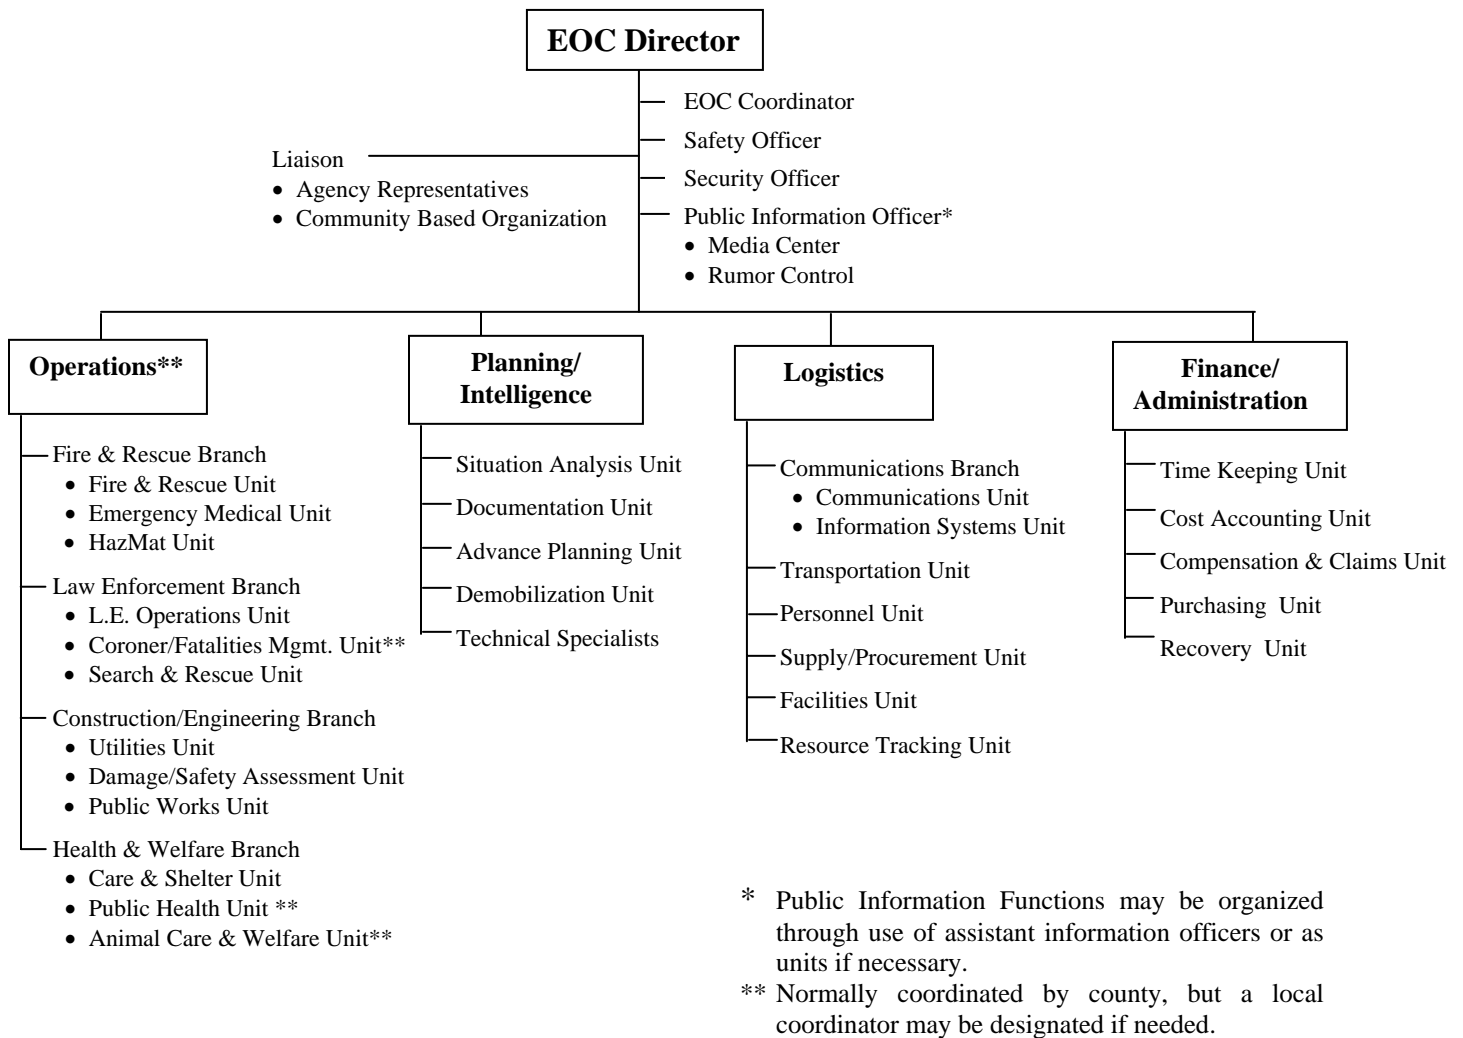 EOC Director
EOC Coordinator
Safety Officer
Security Officer
Public Information Officer*
• Media Center
• Rumor Control
Liaison
• Agency Representatives
• Community Based Organization
Operations**
Fire & Rescue Branch
• Fire & Rescue Unit
• Emergency Medical Unit
• HazMat Unit
Law Enforcement Branch
• L.E. Operations Unit
• Coroner/Fatalities Mgmt. Unit**
• Search & Rescue Unit
Construction/Engineering Branch
• Utilities Unit
• Damage/Safety Assessment Unit
• Public Works Unit
Health & Welfare Branch
• Care & Shelter Unit
• Public Health Unit **
• Animal Care & Welfare Unit**
Planning/
Intelligence
Situation Analysis Unit
Documentation Unit
Advance Planning Unit
Demobilization Unit
Technical Specialists
Logistics
Communications Branch
• Communications Unit
• Information Systems Unit
Transportation Unit
Personnel Unit
Supply/Procurement Unit
Facilities Unit
Resource Tracking Unit
Finance/
Administration
Time Keeping Unit
Cost Accounting Unit
Compensation & Claims Unit
Purchasing Unit
Recovery Unit
* Public Information Functions may be organized
through use of assistant information officers or as
units if necessary.
** Normally coordinated by county, but a local
coordinator may be designated if needed.